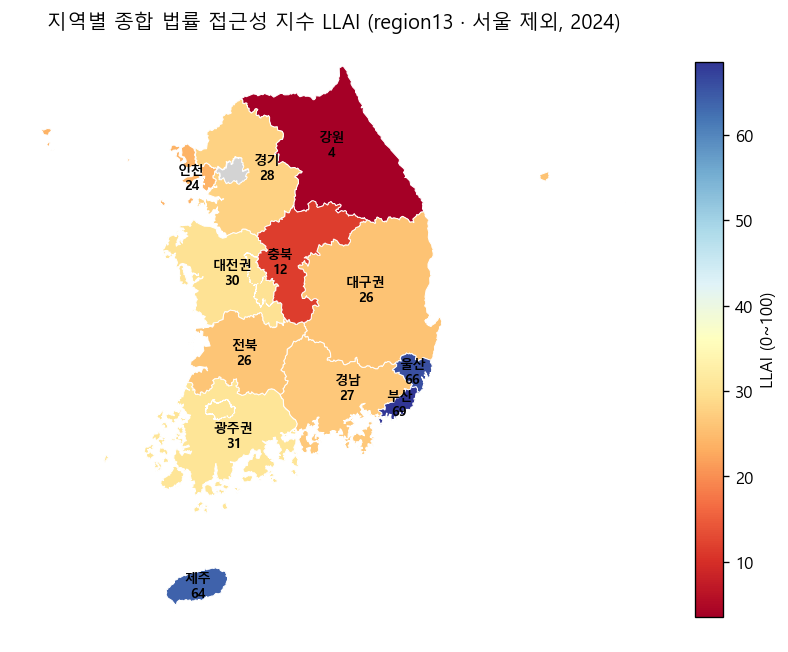 지역별 종합 법률 접근성 지수 LLAI (region13 · 서울 제외, 2024)
강원
4
경기
28
인천
24
충북
12
대전권
30
대구권
26
전북
26
울산
66
경남
27
부산
69
광주권
31
제주
64
60
50
40
30
20
10
LLAI (0~100)